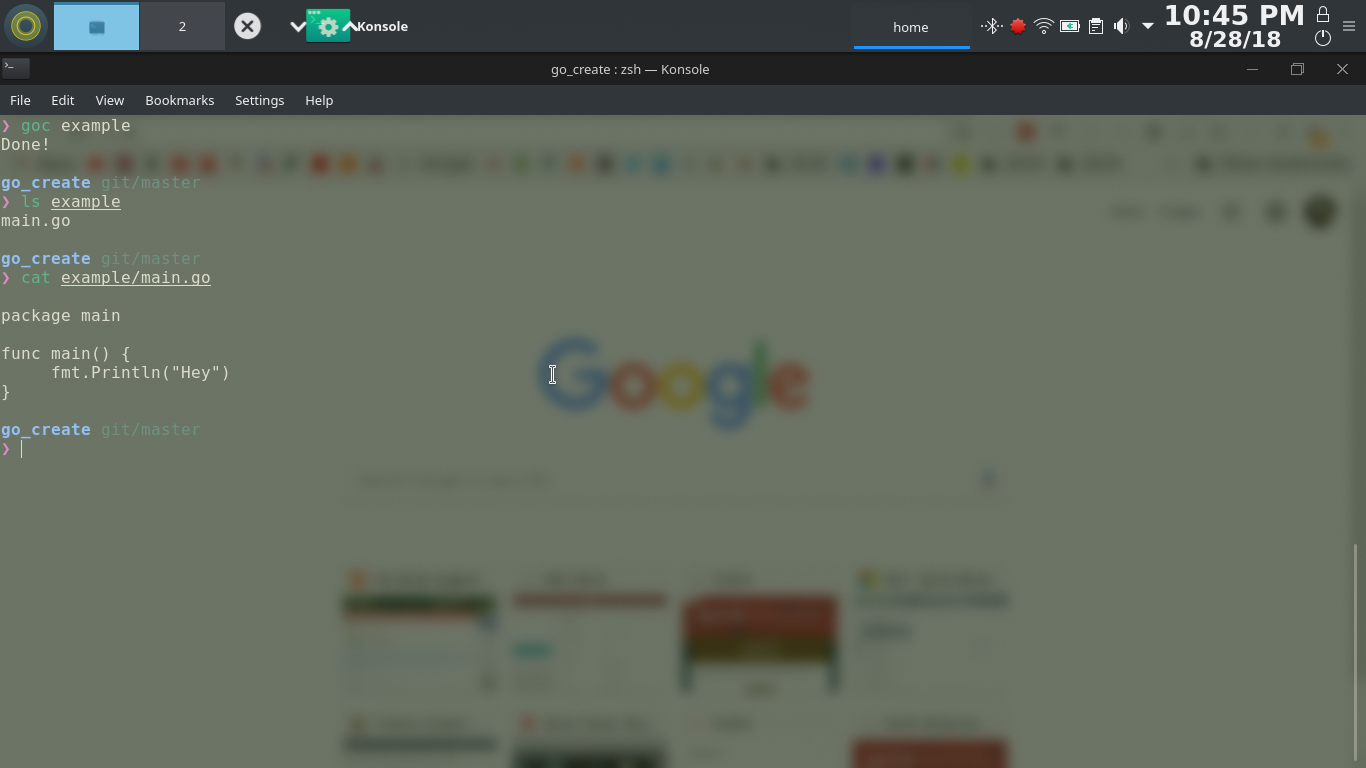 2
Konsole
home
10:45 PM
8/28/18
go_create : zsh — Konsole
File Edit View Bookmarks Settings Help
❯ goc example
Done!
go_create git/master
❯ ls example
main.go
go_create git/master
❯ cat example/main.go
package main
func main() {
fmt.Println("Hey")
}
go_create git/master
❯
Google